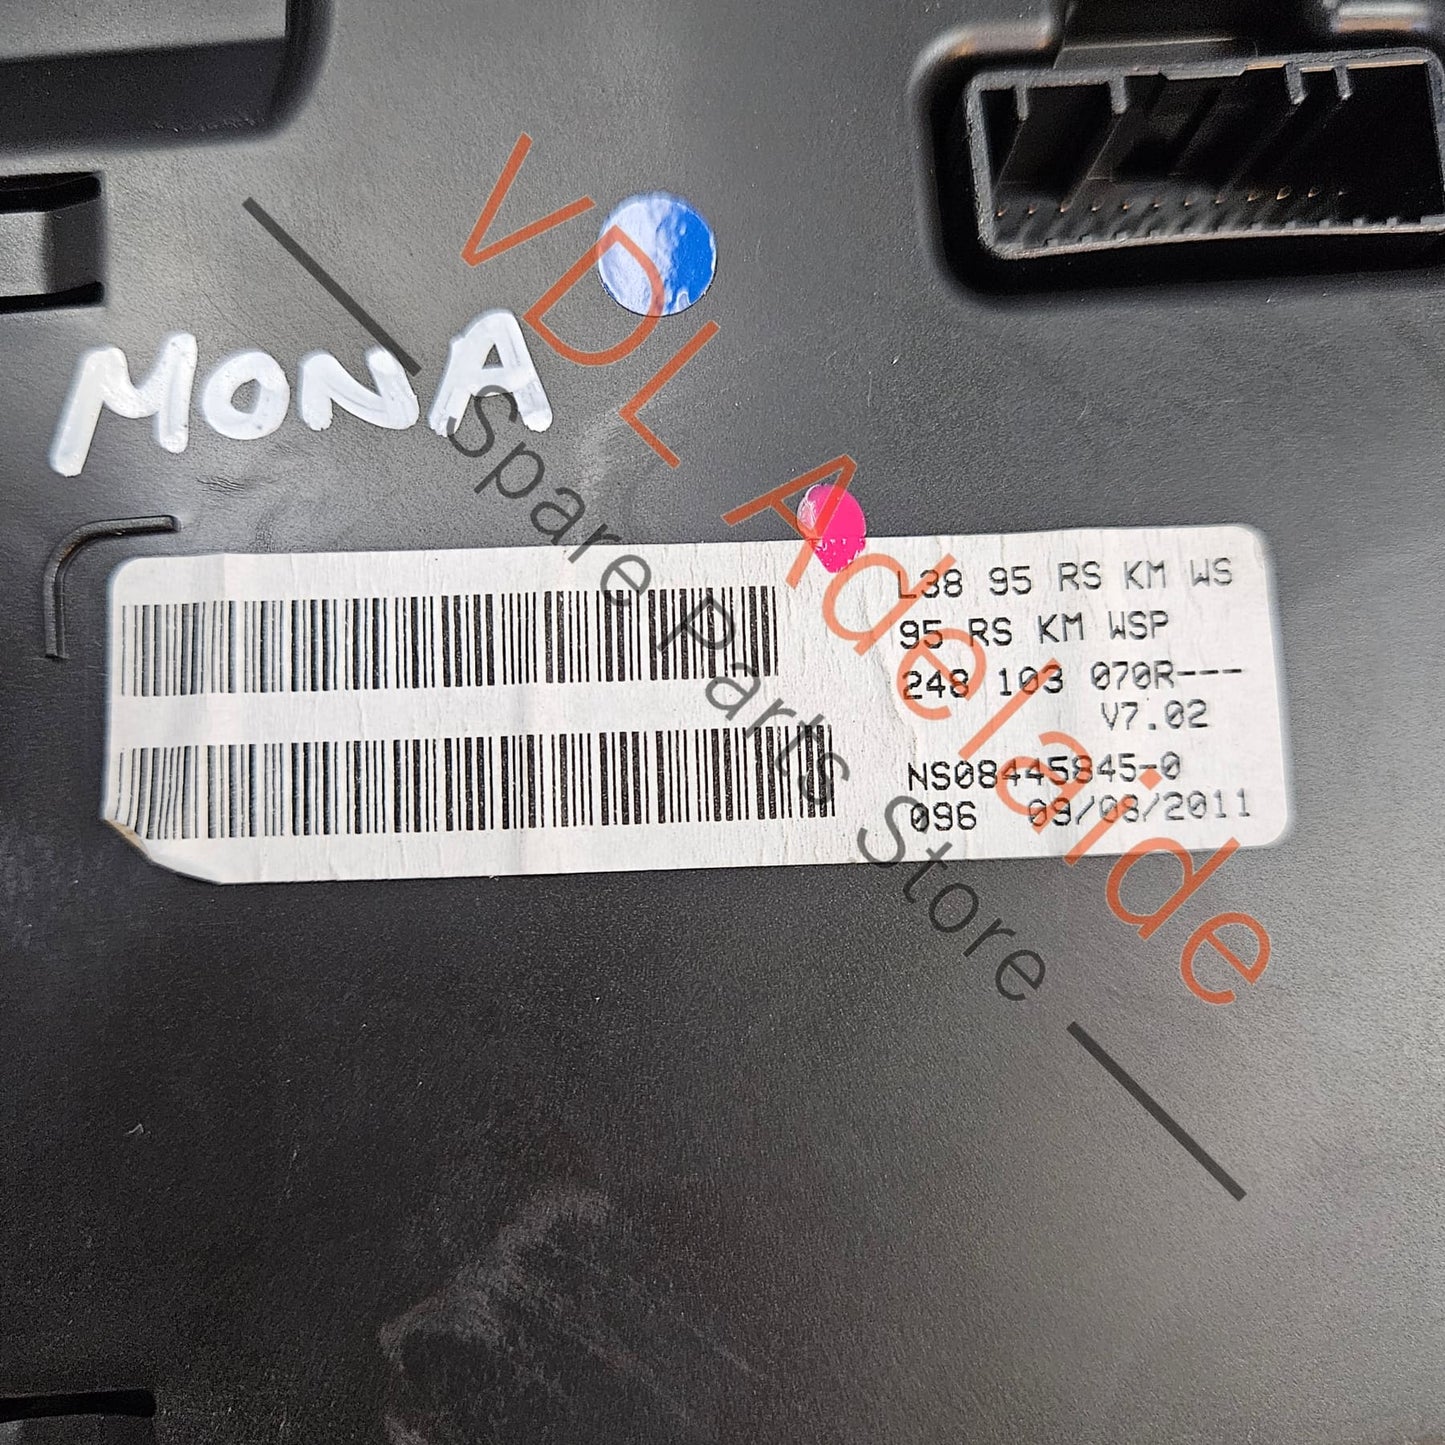 MONA
VDL Adelaide
Spare Parts Store
L38 95 RS KM WS
95 RS KM WSP
248 103 070R---
V7.02
NS08445845-0
096 09/03/2011